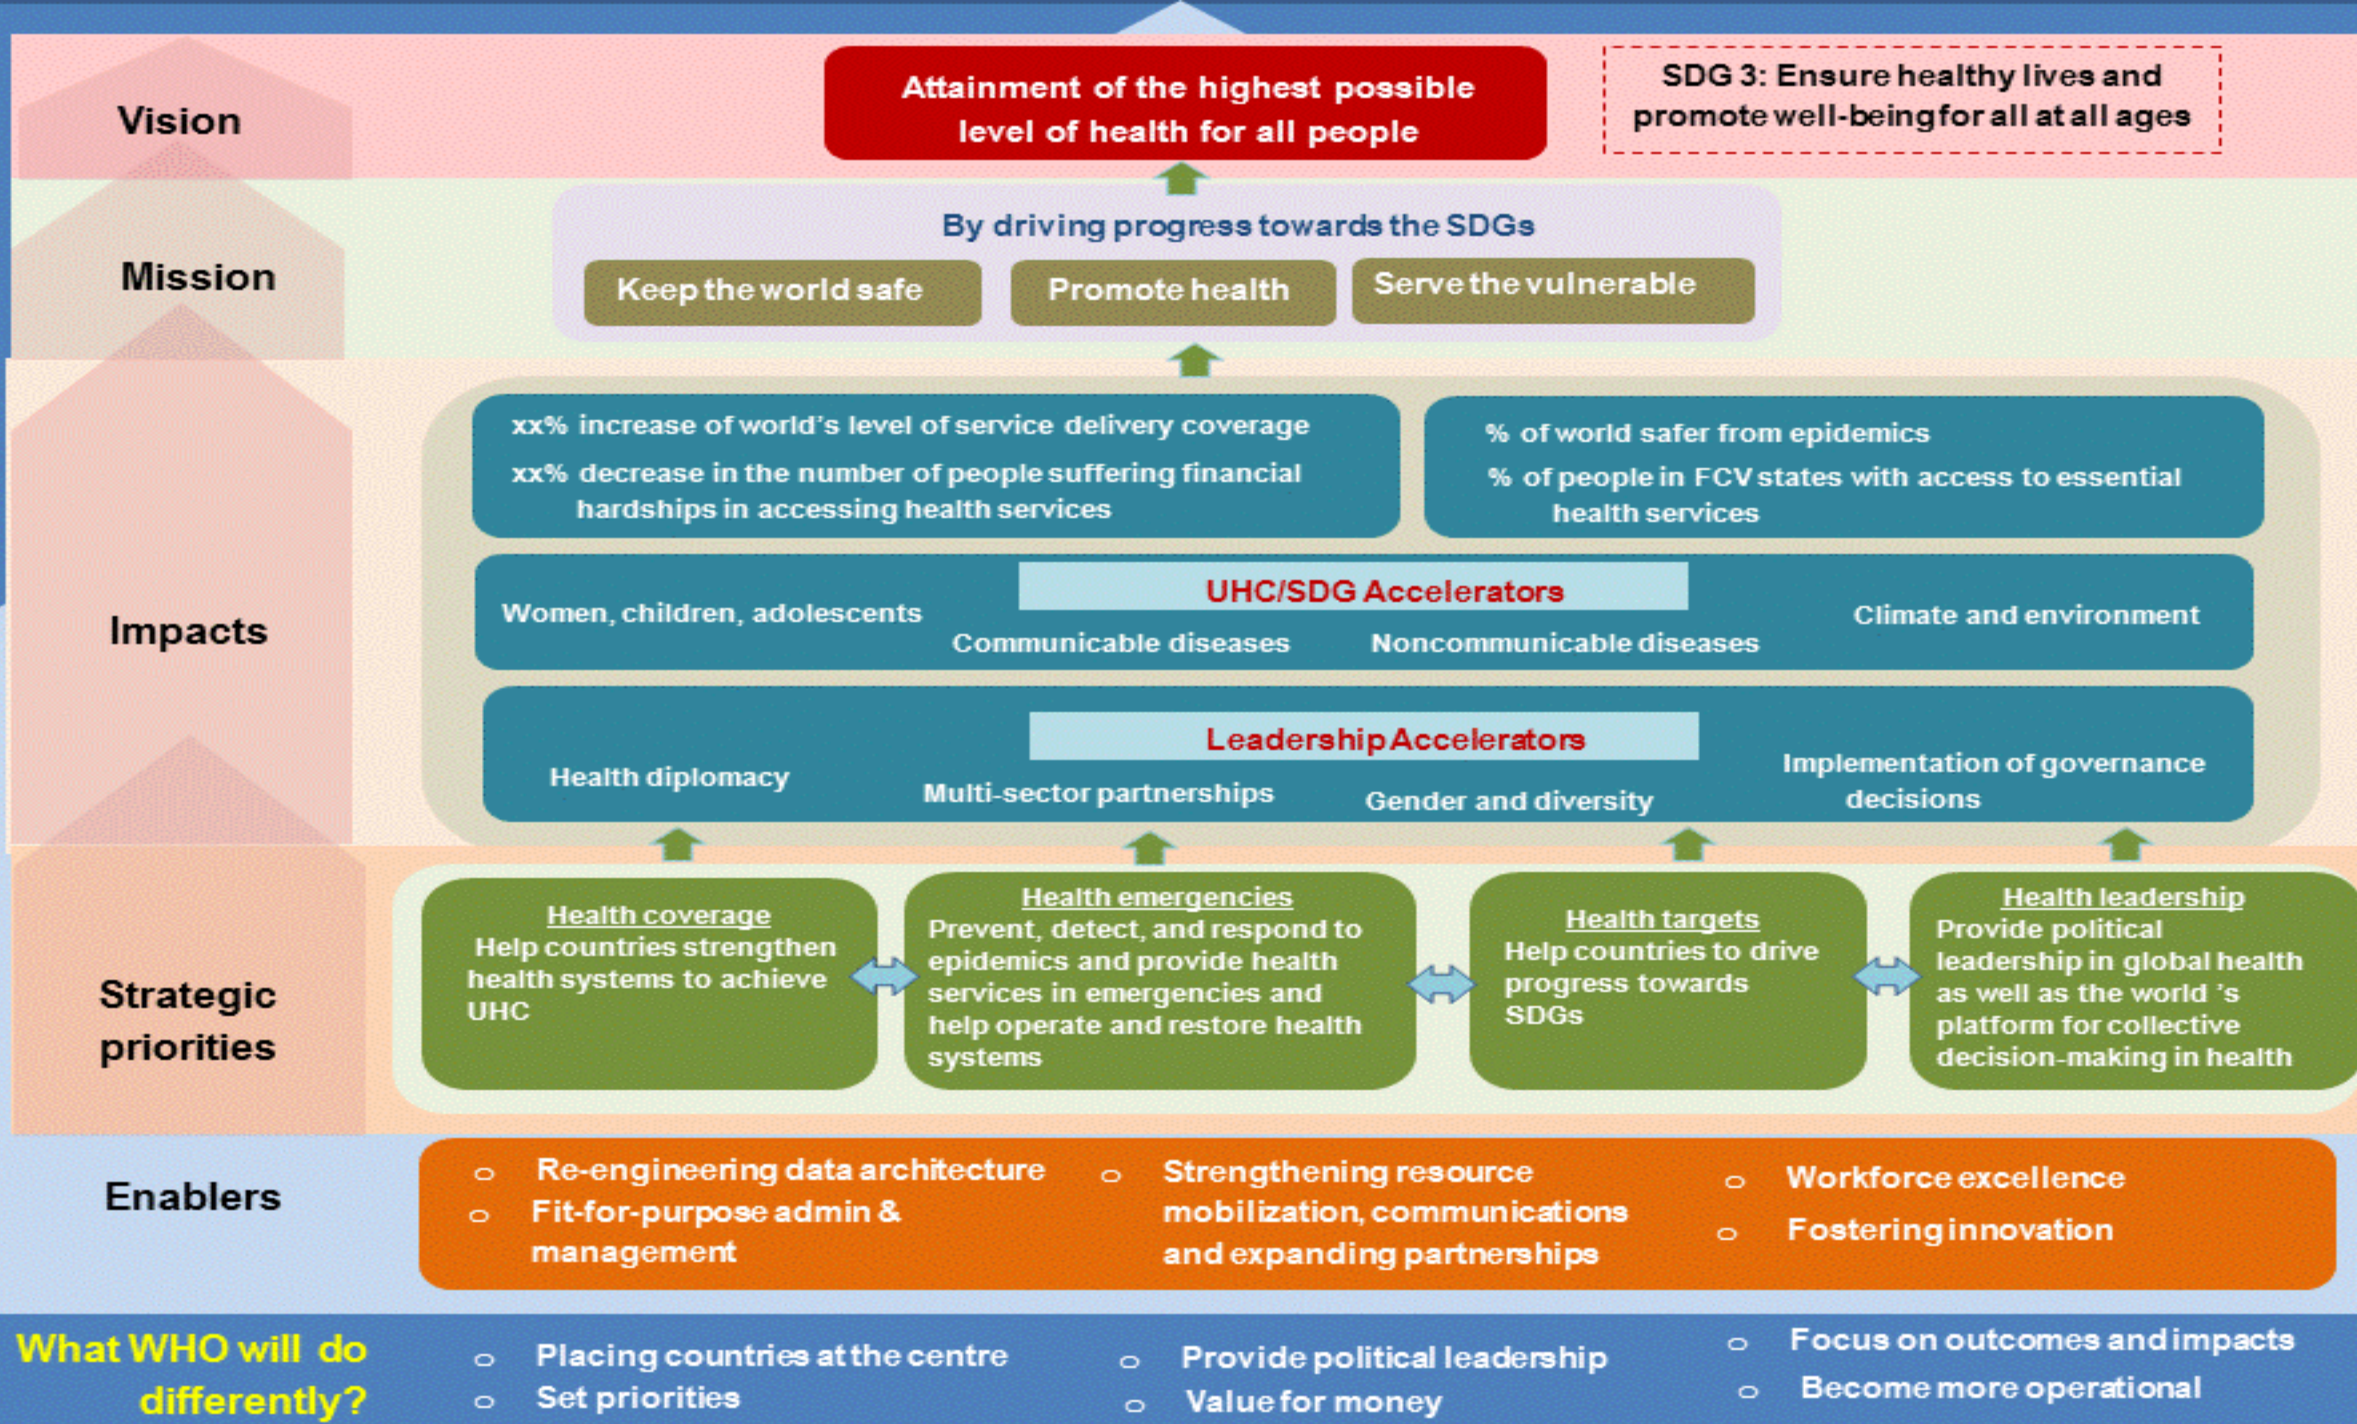 Vision
Attainment of the highest possible
level of health for all people
SDG 3: Ensure healthy lives and
promote well-being for all at all ages
Mission
By driving progress towards the SDGs
Keep the world safe
Promote health
Serve the vulnerable
Impacts
xx% increase of world's level of service delivery coverage
xx% decrease in the number of people suffering financial
hardships in accessing health services
% of world safer from epidemics
% of people in FCV states with access to essential
health services
UHC/SDG Accelerators
Women, children, adolescents
Communicable diseases
Noncommunicable diseases
Climate and environment
Leadership Accelerators
Health diplomacy
Multi-sector partnerships
Gender and diversity
Implementation of governance
decisions
Strategic
priorities
Health coverage
Help countries strengthen
health systems to achieve
UHC
Health emergencies
Prevent, detect, and respond to
epidemics and provide health
services in emergencies and
help operate and restore health
systems
Health targets
Help countries to drive
progress towards
SDGs
Health leadership
Provide political
leadership in global health
as well as the world 's
platform for collective
decision-making in health
Enablers
o Re-engineering data architecture
o Fit-for-purpose admin &
management
o Strengthening resource
mobilization, communications
and expanding partnerships
o Workforce excellence
o Fostering innovation
What WHO will do
differently?
o Placing countries at the centre
o Set priorities
o Provide political leadership
o Value for money
o Focus on outcomes and impacts
o Become more operational